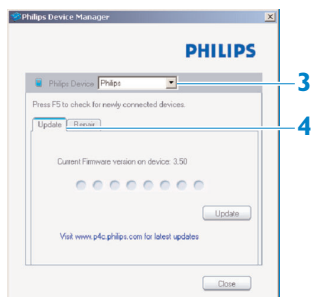 Philips Device Manager
PHILIPS
Philips Device Philips
3
Press F5 to check for newly connected devices.
4
Update Repair
Current Firmware version on device: 3.50
Update
Visit www.p4c.philips.com for latest updates
Close